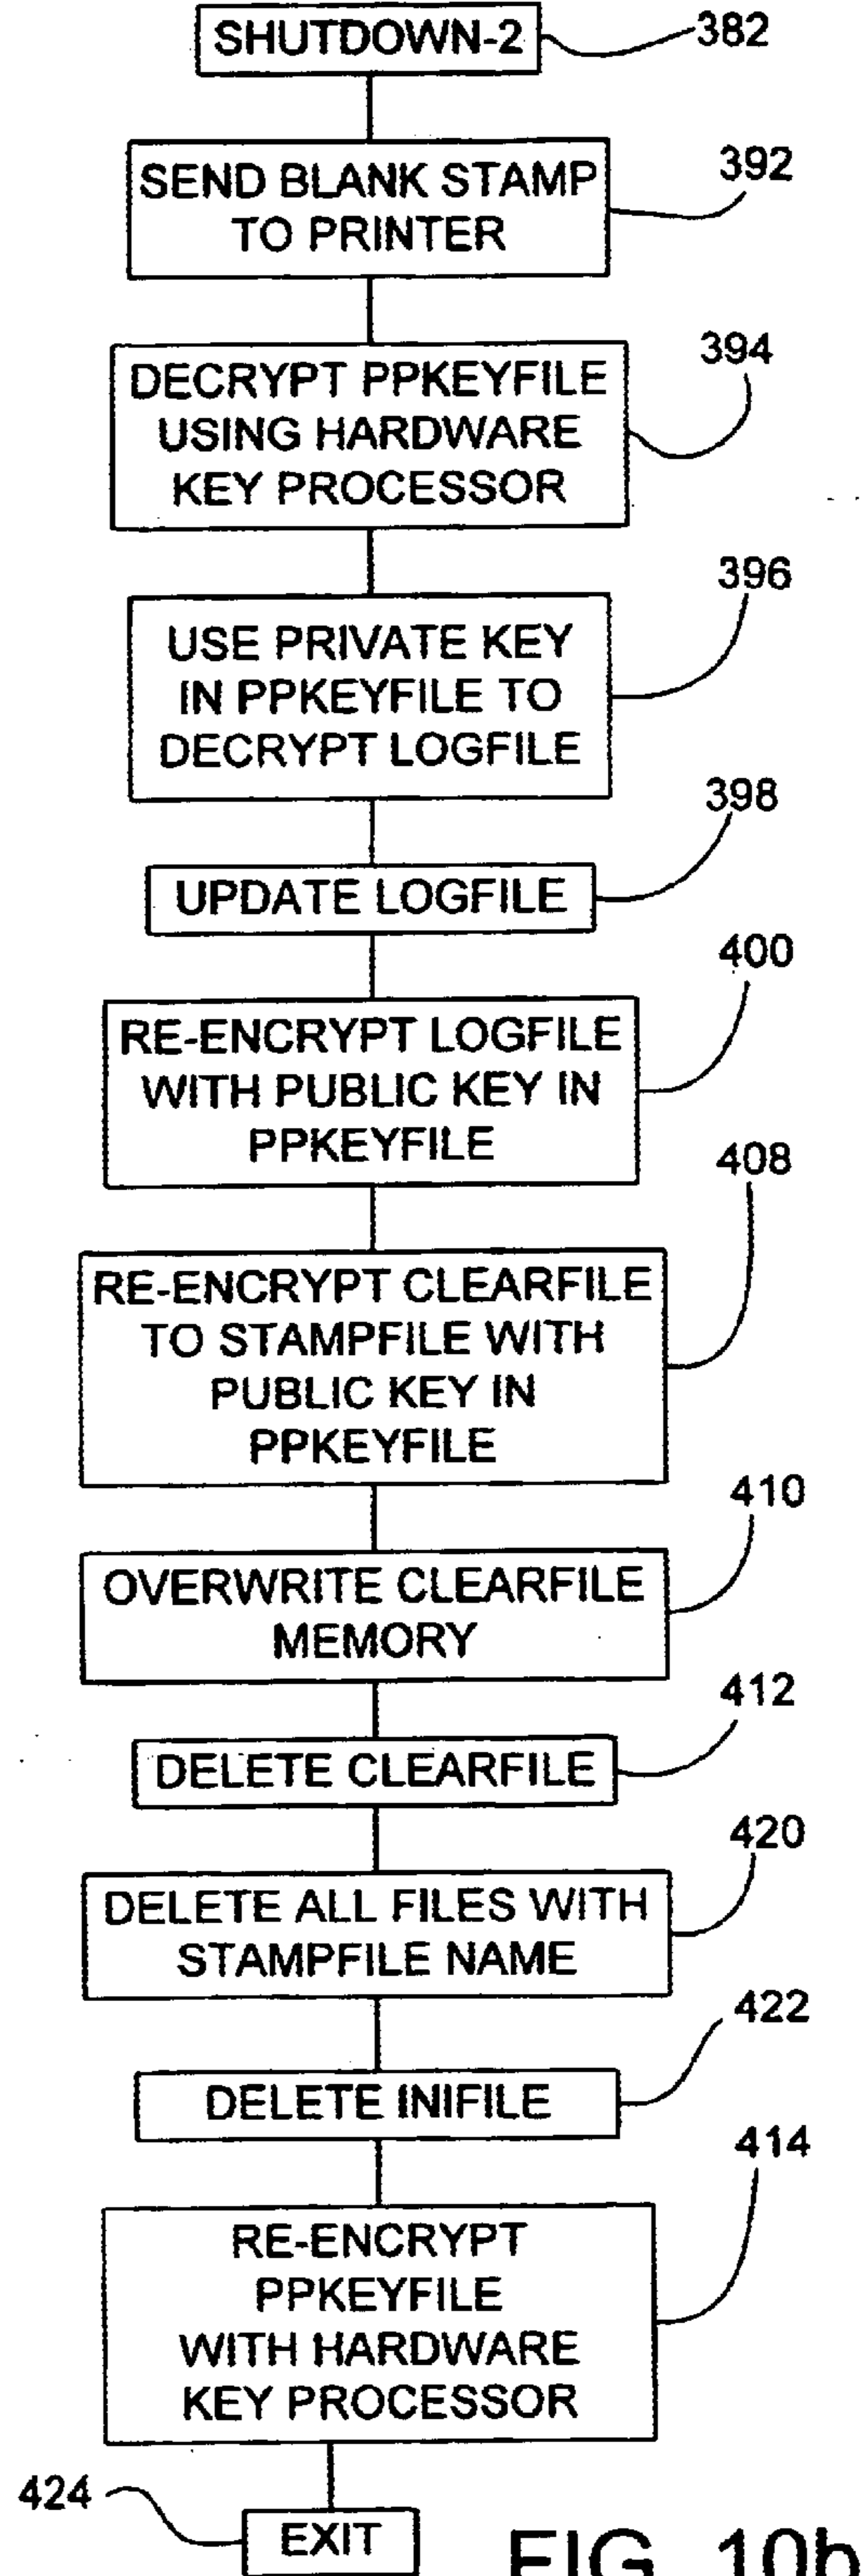 SHUTDOWN-2
382
SEND BLANK STAMP
TO PRINTER
392
DECRYPT PPKEYFILE
USING HARDWARE
KEY PROCESSOR
394
USE PRIVATE KEY
IN PPKEYFILE TO
DECRYPT LOGFILE
396
UPDATE LOGFILE
398
RE-ENCRYPT LOGFILE
WITH PUBLIC KEY IN
PPKEYFILE
400
RE-ENCRYPT CLEARFILE
TO STAMPFILE WITH
PUBLIC KEY IN
PPKEYFILE
408
OVERWRITE CLEARFILE
MEMORY
410
DELETE CLEARFILE
412
DELETE ALL FILES WITH
STAMPFILE NAME
420
DELETE INIFILE
422
RE-ENCRYPT
PPKEYFILE
WITH HARDWARE
KEY PROCESSOR
414
EXIT
424
FIG. 10b